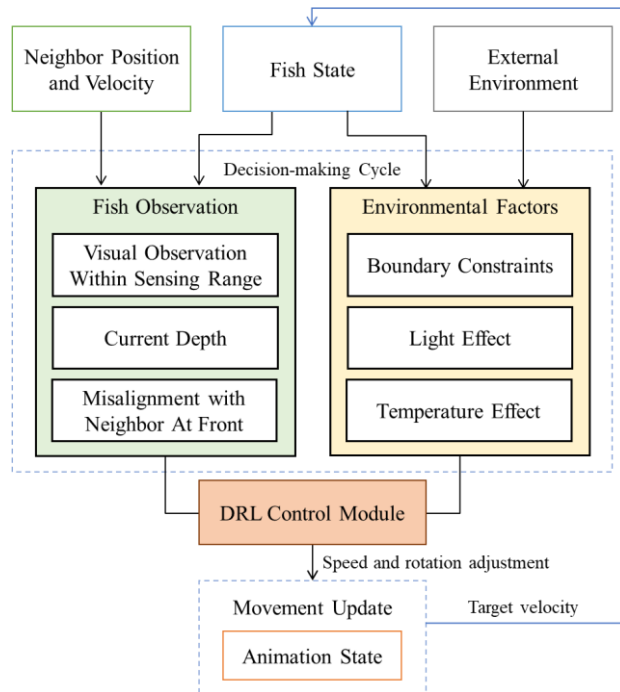 Neighbor Position
and Velocity
Fish State
External
Environment
Decision-making Cycle
Fish Observation
Visual Observation
Within Sensing Range
Current Depth
Misalignment with
Neighbor At Front
Environmental Factors
Boundary Constraints
Light Effect
Temperature Effect
DRL Control Module
Speed and rotation adjustment
Movement Update
Target velocity
Animation State